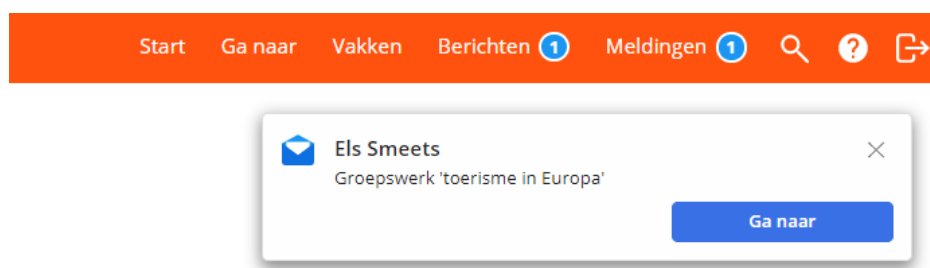 Start Ga naar Vakken Berichten 1 Meldingen 1 ?
Els Smeets
Groepswerk 'toerisme in Europa'
Ga naar